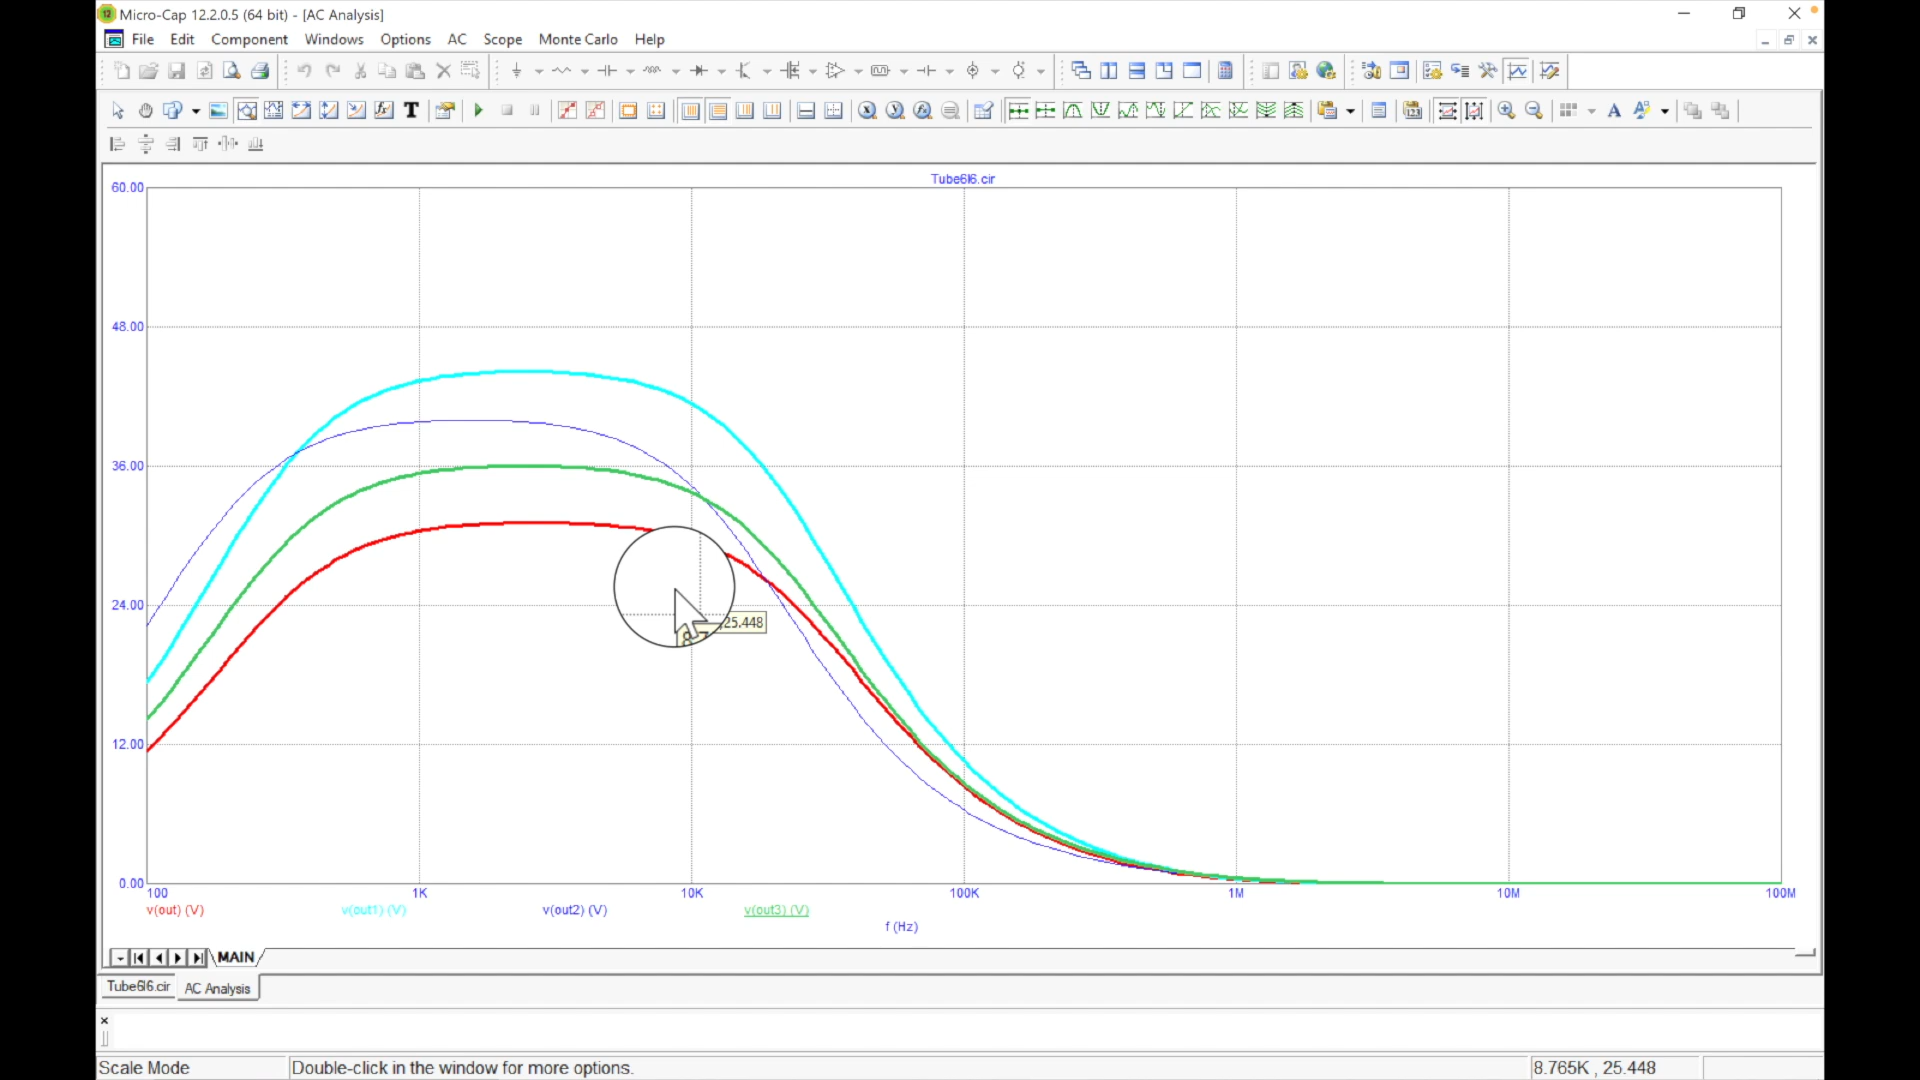 Micro-Cap 12.2.0.5 (64 bit) - [AC Analysis]
File Edit Component Windows Options AC Scope Monte Carlo Help
Tube6l6.cir
60.00
48.00
36.00
24.00
12.00
0.00
25.448
100 1K 10K 100K 1M 10M 100M
v(out) (V) v(out1) (V) v(out2) (V) v(out3) (V)
f (Hz)
MAIN
Tube6l6.cir AC Analysis
Scale Mode Double-click in the window for more options. 8.765K , 25.448